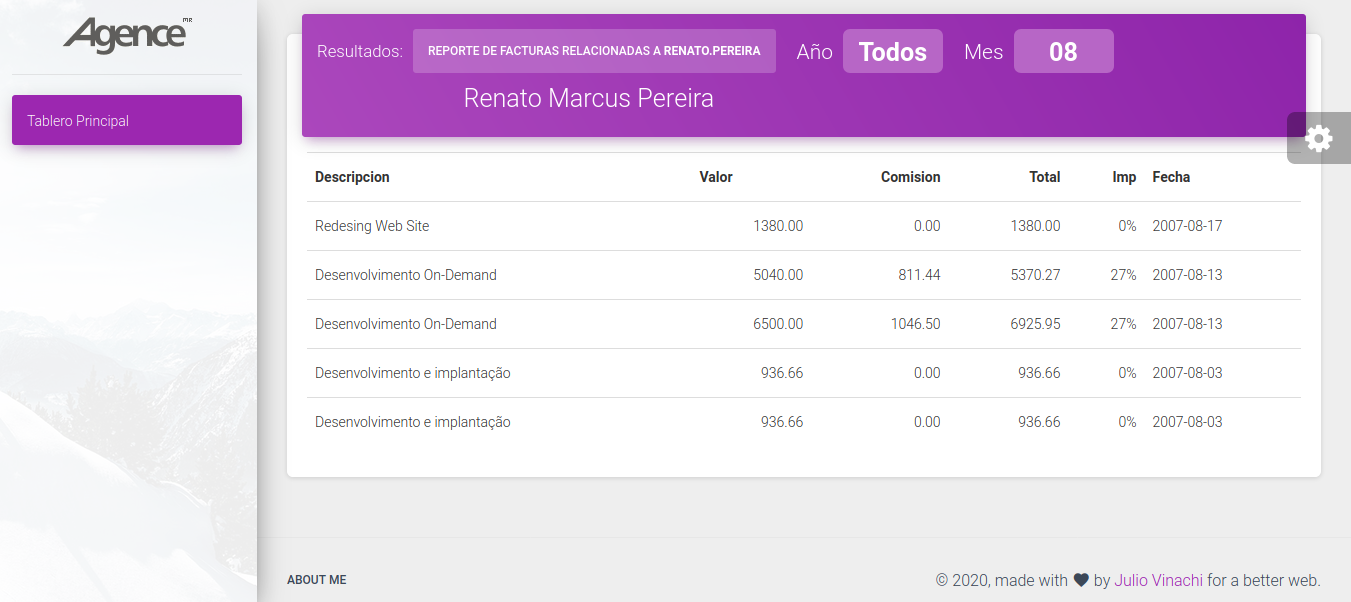 Agence MR
Tablero Principal
Resultados: REPORTE DE FACTURAS RELACIONADAS A RENATO.PEREIRA Año Todos Mes 08
Renato Marcus Pereira
Descripcion Valor Comision Total Imp Fecha
Redesing Web Site 1380.00 0.00 1380.00 0% 2007-08-17
Desenvolvimento On-Demand 5040.00 811.44 5370.27 27% 2007-08-13
Desenvolvimento On-Demand 6500.00 1046.50 6925.95 27% 2007-08-13
Desenvolvimento e implantação 936.66 0.00 936.66 0% 2007-08-03
Desenvolvimento e implantação 936.66 0.00 936.66 0% 2007-08-03
ABOUT ME © 2020, made with ♥ by Julio Vinachi for a better web.